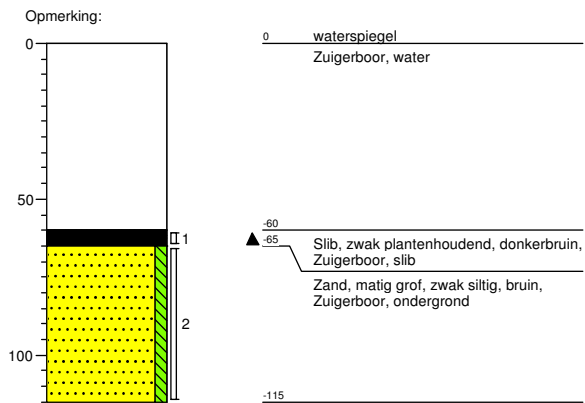 Opmerking:
0
50
100
1
2
0
waterspiegel
Zuigerboor, water
-60
-65
Slib, zwak plantenhoudend, donkerbruin,
Zuigerboor, slib
Zand, matig grof, zwak siltig, bruin,
Zuigerboor, ondergrond
-115